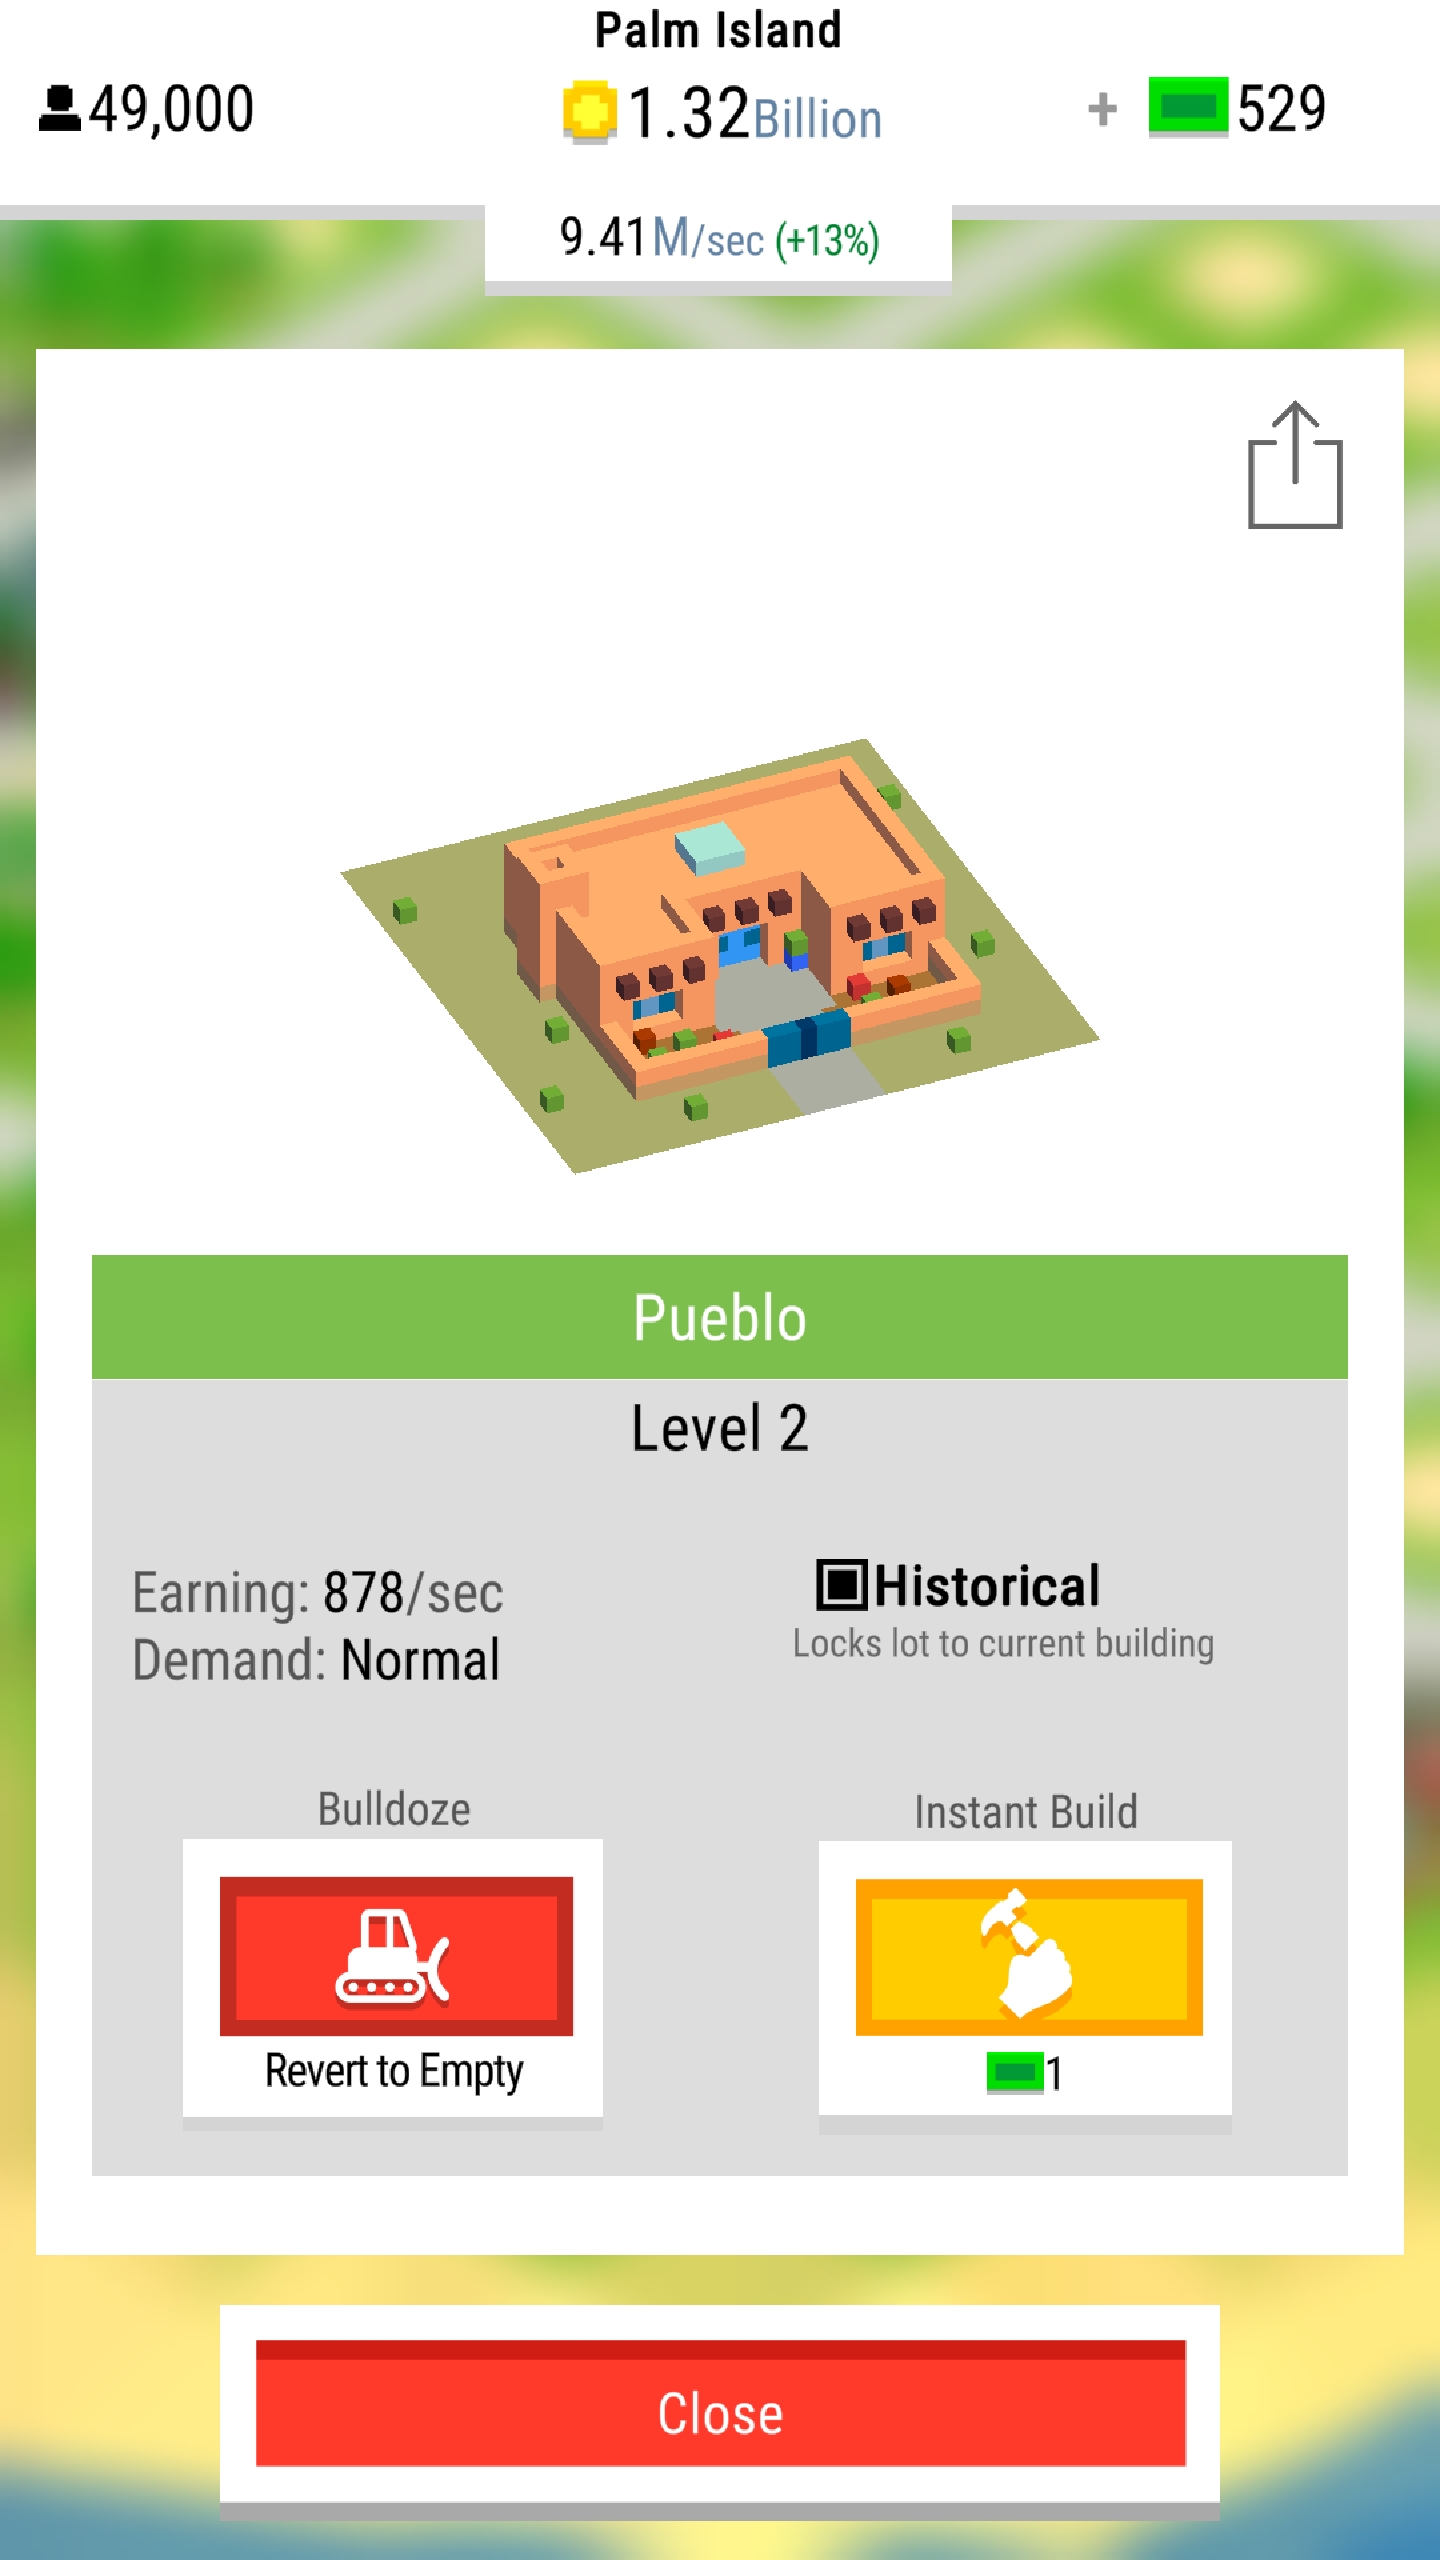 Palm Island
49,000
1.32Billion
+ 529
9.41M/sec (+13%)
Pueblo
Level 2
Earning: 878/sec
Demand: Normal
Historical
Locks lot to current building
Bulldoze
Revert to Empty
Instant Build
1
Close